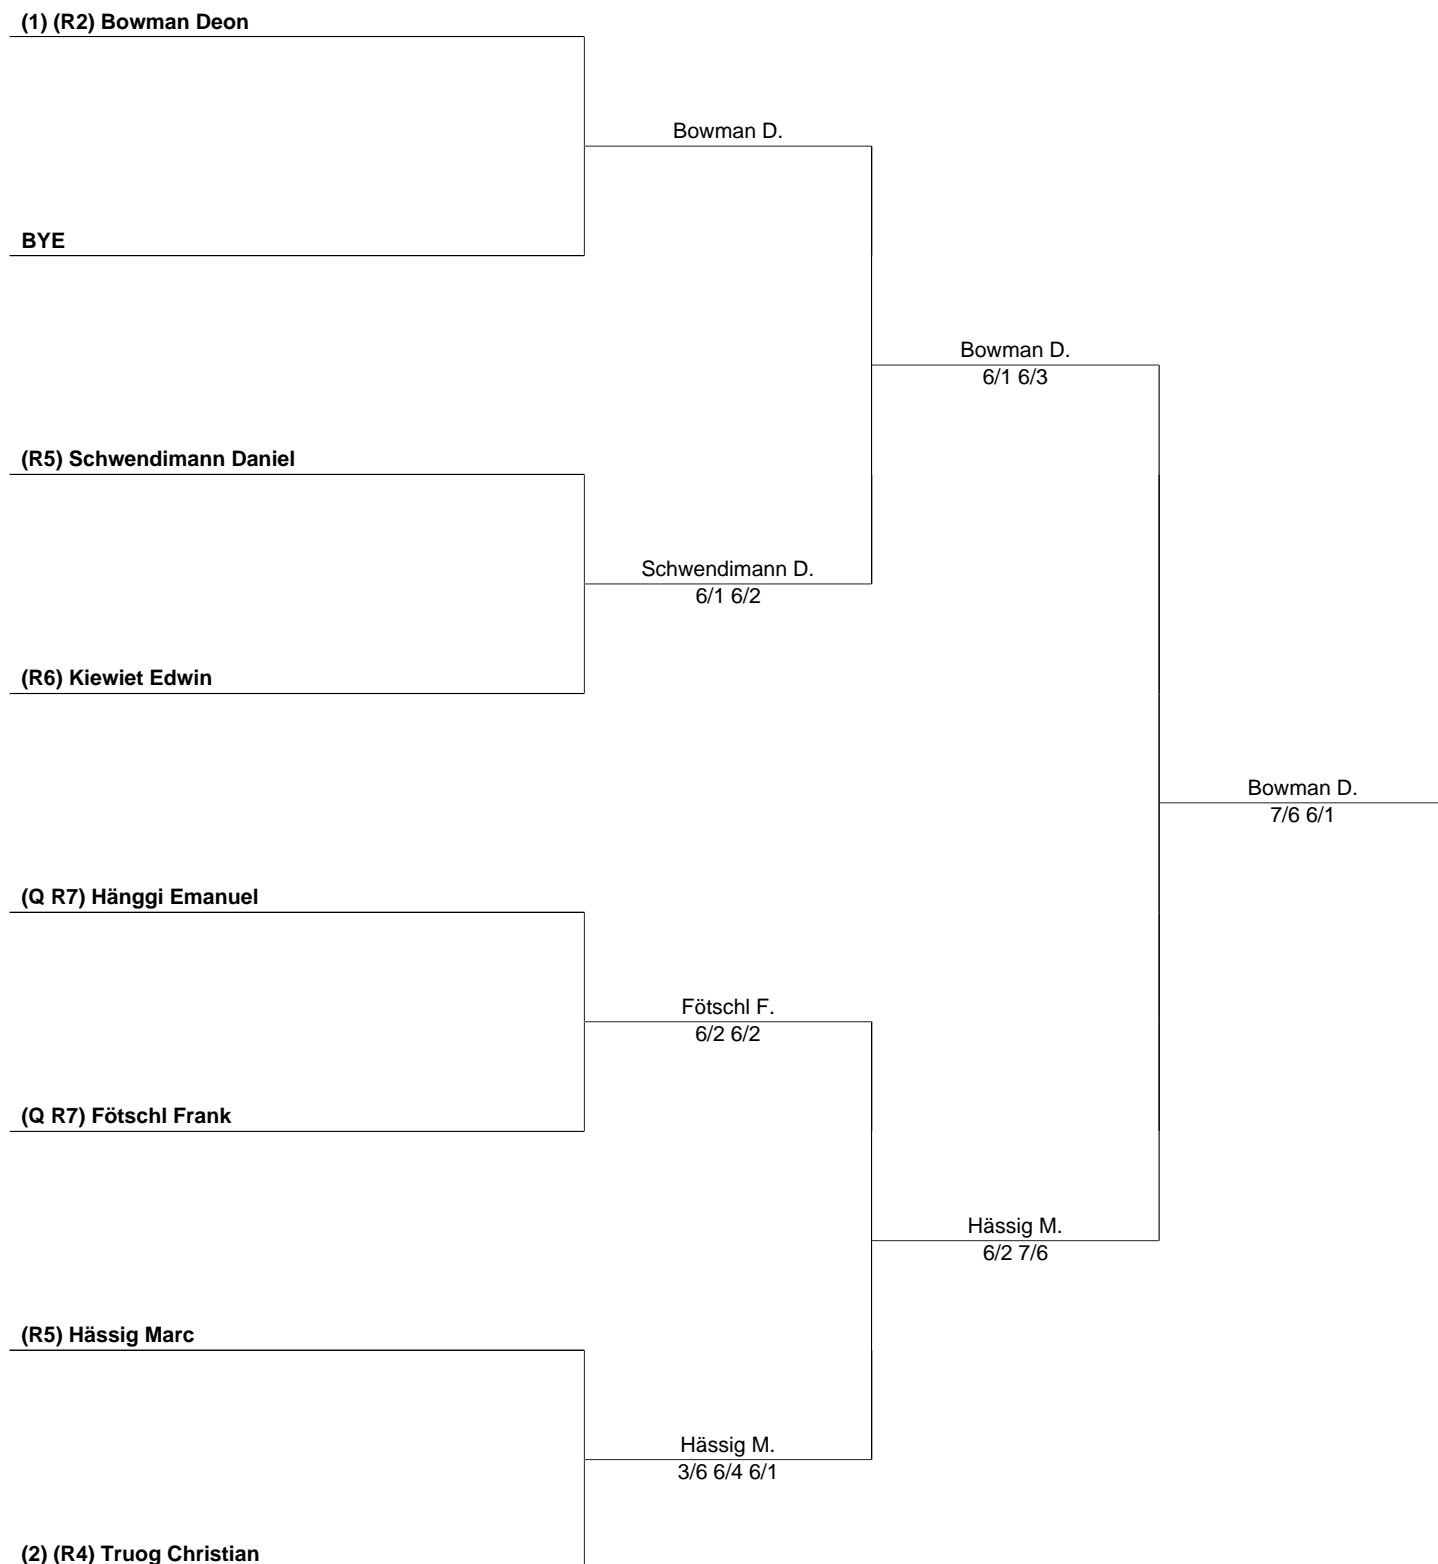 (1) (R2) Bowman Deon
Bowman D.
BYE
Bowman D.
6/1 6/3
(R5) Schwendimann Daniel
Schwendimann D.
6/1 6/2
(R6) Kiewiet Edwin
Bowman D.
7/6 6/1
(Q R7) Hänggi Emanuel
Fötschl F.
6/2 6/2
(Q R7) Fötschl Frank
Hässig M.
6/2 7/6
(R5) Hässig Marc
Hässig M.
3/6 6/4 6/1
(2) (R4) Truog Christian